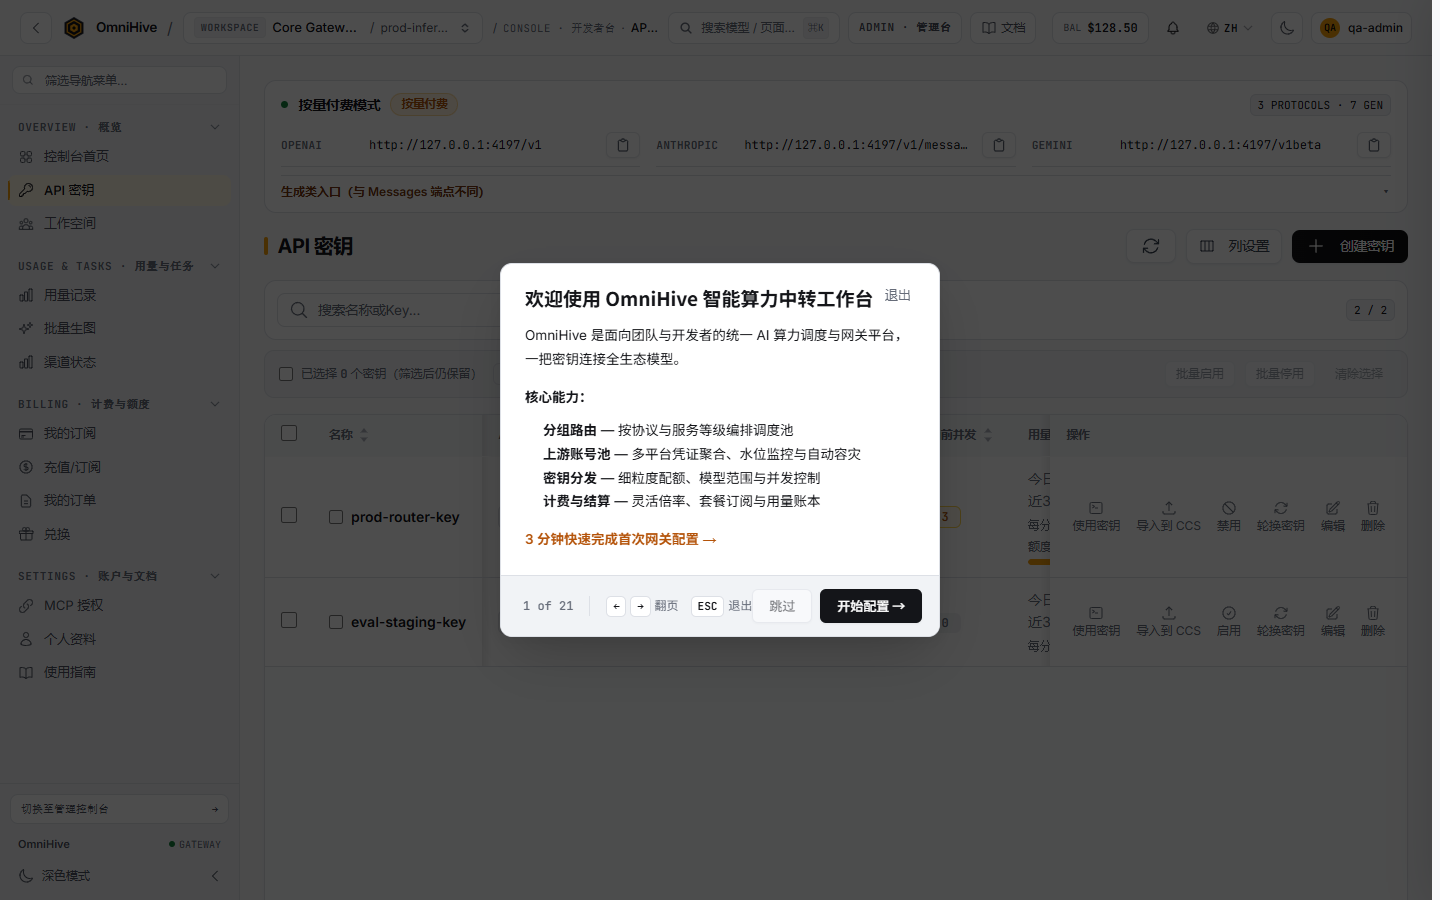 OmniHive / WORKSPACE Core Gatew... / prod-infer... / CONSOLE · 开发者台 · AP... 搜索模型 / 页面... ⌘K ADMIN · 管理台 文档 BAL $128.50 ZH QA qa-admin
筛选导航菜单...
OVERVIEW · 概览
控制台首页
API 密钥
工作空间
USAGE & TASKS · 用量与任务
用量记录
批量生图
渠道状态
BILLING · 计费与额度
我的订阅
充值/订阅
我的订单
兑换
SETTINGS · 账户与文档
MCP 授权
个人资料
使用指南
切换至管理控制台 →
OmniHive GATEWAY
深色模式
按量付费模式 按量付费 3 PROTOCOLS · 7 GEN
OPENAI http://127.0.0.1:4197/v1 ANTHROPIC http://127.0.0.1:4197/v1/messa… GEMINI http://127.0.0.1:4197/v1beta
生成类入口（与 Messages 端点不同）
API 密钥 列设置 创建密钥
搜索名称或Key... 2 / 2
已选择 0 个密钥（筛选后仍保留） 批量启用 批量停用 清除选择
名称 前并发 用量 操作
prod-router-key 3 今日
近3
每分
额度
使用密钥 导入到 CCS 禁用 轮换密钥 编辑 删除
eval-staging-key 0 今日
近3
每分
使用密钥 导入到 CCS 启用 轮换密钥 编辑 删除
欢迎使用 OmniHive 智能算力中转工作台 退出
OmniHive 是面向团队与开发者的统一 AI 算力调度与网关平台，
一把密钥连接全生态模型。
核心能力：
分组路由 — 按协议与服务等级编排调度池
上游账号池 — 多平台凭证聚合、水位监控与自动容灾
密钥分发 — 细粒度配额、模型范围与并发控制
计费与结算 — 灵活倍率、套餐订阅与用量账本
3 分钟快速完成首次网关配置 →
1 of 21 ← → 翻页 ESC 退出 跳过 开始配置 →